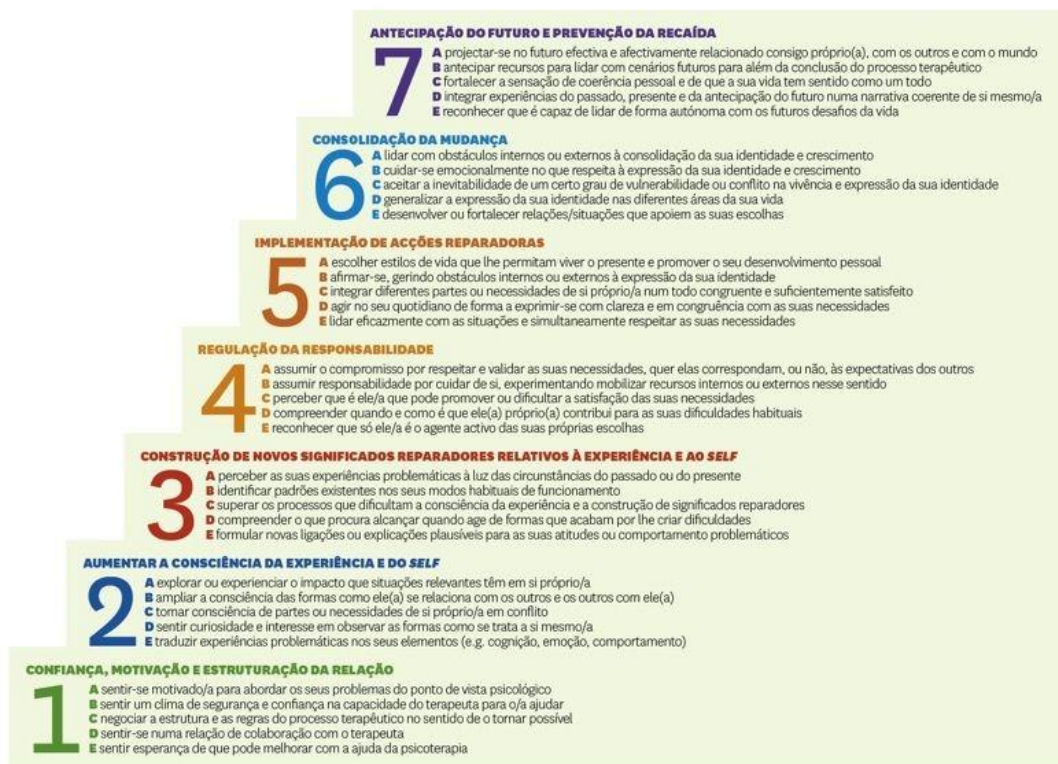 ANTECIPAÇÃO DO FUTURO E PREVENÇÃO DA RECAÍDA
7
A projectar-se no futuro efectiva e afectivamente relacionado consigo próprio(a), com os outros e com o mundo
B antecipar recursos para lidar com cenários futuros para além da conclusão do processo terapêutico
C fortalecer a sensação de coerência pessoal e de que a sua vida tem sentido como um todo
D integrar experiências do passado, presente e da antecipação do futuro numa narrativa coerente de si mesmo/a
E reconhecer que é capaz de lidar de forma autónoma com os futuros desafios da vida
CONSOLIDAÇÃO DA MUDANÇA
6
A lidar com obstáculos internos ou externos à consolidação da sua identidade e crescimento
B cuidar-se emocionalmente no que respeita à expressão da sua identidade e crescimento
C aceitar a inevitabilidade de um certo grau de vulnerabilidade ou conflito na vivência e expressão da sua identidade
D generalizar a expressão da sua identidade nas diferentes áreas da sua vida
E desenvolver ou fortalecer relações/situações que apoiem as suas escolhas
IMPLEMENTAÇÃO DE ACÇÕES REPARADORAS
5
A escolher estilos de vida que lhe permitam viver o presente e promover o seu desenvolvimento pessoal
B afirmar-se, gerindo obstáculos internos ou externos à expressão da sua identidade
C integrar diferentes partes ou necessidades de si próprio/a num todo congruente e suficientemente satisfeito
D agir no seu quotidiano de forma a exprimir-se com clareza e em congruência com as suas necessidades
E lidar eficazmente com as situações e simultaneamente respeitar as suas necessidades
REGULAÇÃO DA RESPONSABILIDADE
4
A assumir o compromisso por respeitar e validar as suas necessidades, quer elas correspondam, ou não, às expectativas dos outros
B assumir responsabilidade por cuidar de si, experimentando mobilizar recursos internos ou externos nesse sentido
C perceber que é ele/a que pode promover ou dificultar a satisfação das suas necessidades
D compreender quando e como é que ele(a) próprio(a) contribui para as suas dificuldades habituais
E reconhecer que só ele/a é o agente activo das suas próprias escolhas
CONSTRUÇÃO DE NOVOS SIGNIFICADOS REPARADORES RELATIVOS À EXPERIÊNCIA E AO SELF
3
A perceber as suas experiências problemáticas à luz das circunstâncias do passado ou do presente
B identificar padrões existentes nos seus modos habituais de funcionamento
C superar os processos que dificultam a consciência da experiência e a construção de significados reparadores
D compreender o que procura alcançar quando age de formas que acabam por lhe criar dificuldades
E formular novas ligações ou explicações plausíveis para as suas atitudes ou comportamento problemáticos
AUMENTAR A CONSCIÊNCIA DA EXPERIÊNCIA E DO SELF
2
A explorar ou experienciar o impacto que situações relevantes têm em si próprio/a
B ampliar a consciência das formas como ele(a) se relaciona com os outros e os outros com ele(a)
C tomar consciência de partes ou necessidades de si próprio/a em conflito
D sentir curiosidade e interesse em observar as formas como se trata a si mesmo/a
E traduzir experiências problemáticas nos seus elementos (e.g. cognição, emoção, comportamento)
CONFIANÇA, MOTIVAÇÃO E ESTRUTURAÇÃO DA RELAÇÃO
1
A sentir-se motivado/a para abordar os seus problemas do ponto de vista psicológico
B sentir um clima de segurança e confiança na capacidade do terapeuta para o/a ajudar
C negociar a estrutura e as regras do processo terapêutico no sentido de o tornar possível
D sentir-se numa relação de colaboração com o terapeuta
E sentir esperança de que pode melhorar com a ajuda da psicoterapia